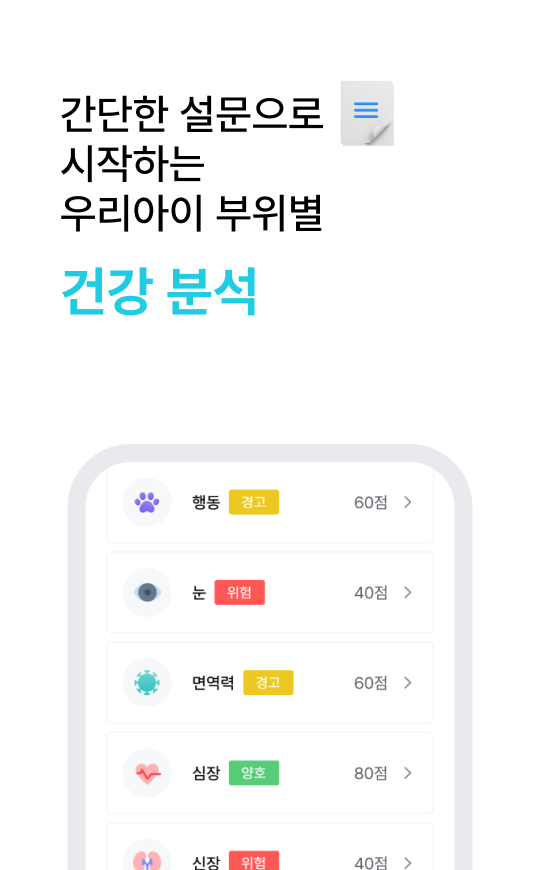 간단한 설문으로
시작하는
우리아이 부위별
건강 분석
행동 경고 60점
눈 위험 40점
면역력 경고 60점
심장 양호 80점
신장 위험 40점